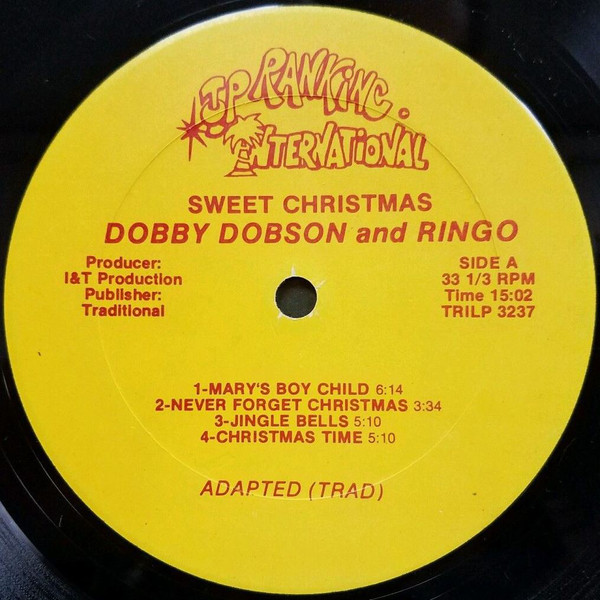 TOP RANKING
INTERNATIONAL
SWEET CHRISTMAS
DOBBY DOBSON and RINGO
Producer:
I&T Production
Publisher:
Traditional
SIDE A
33 1/3 RPM
Time 15:02
TRILP 3237
1-MARY'S BOY CHILD 6:14
2-NEVER FORGET CHRISTMAS 3:34
3-JINGLE BELLS 5:10
4-CHRISTMAS TIME 5:10
ADAPTED (TRAD)